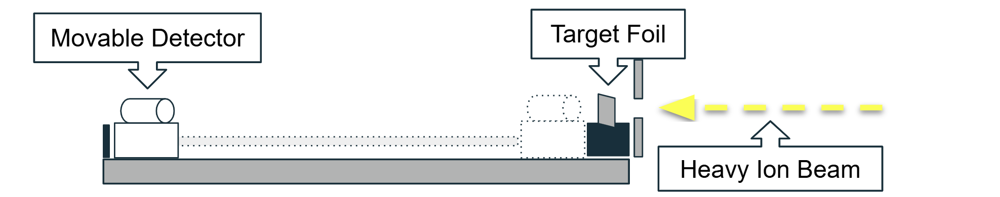 Movable Detector
Target Foil
Heavy Ion Beam